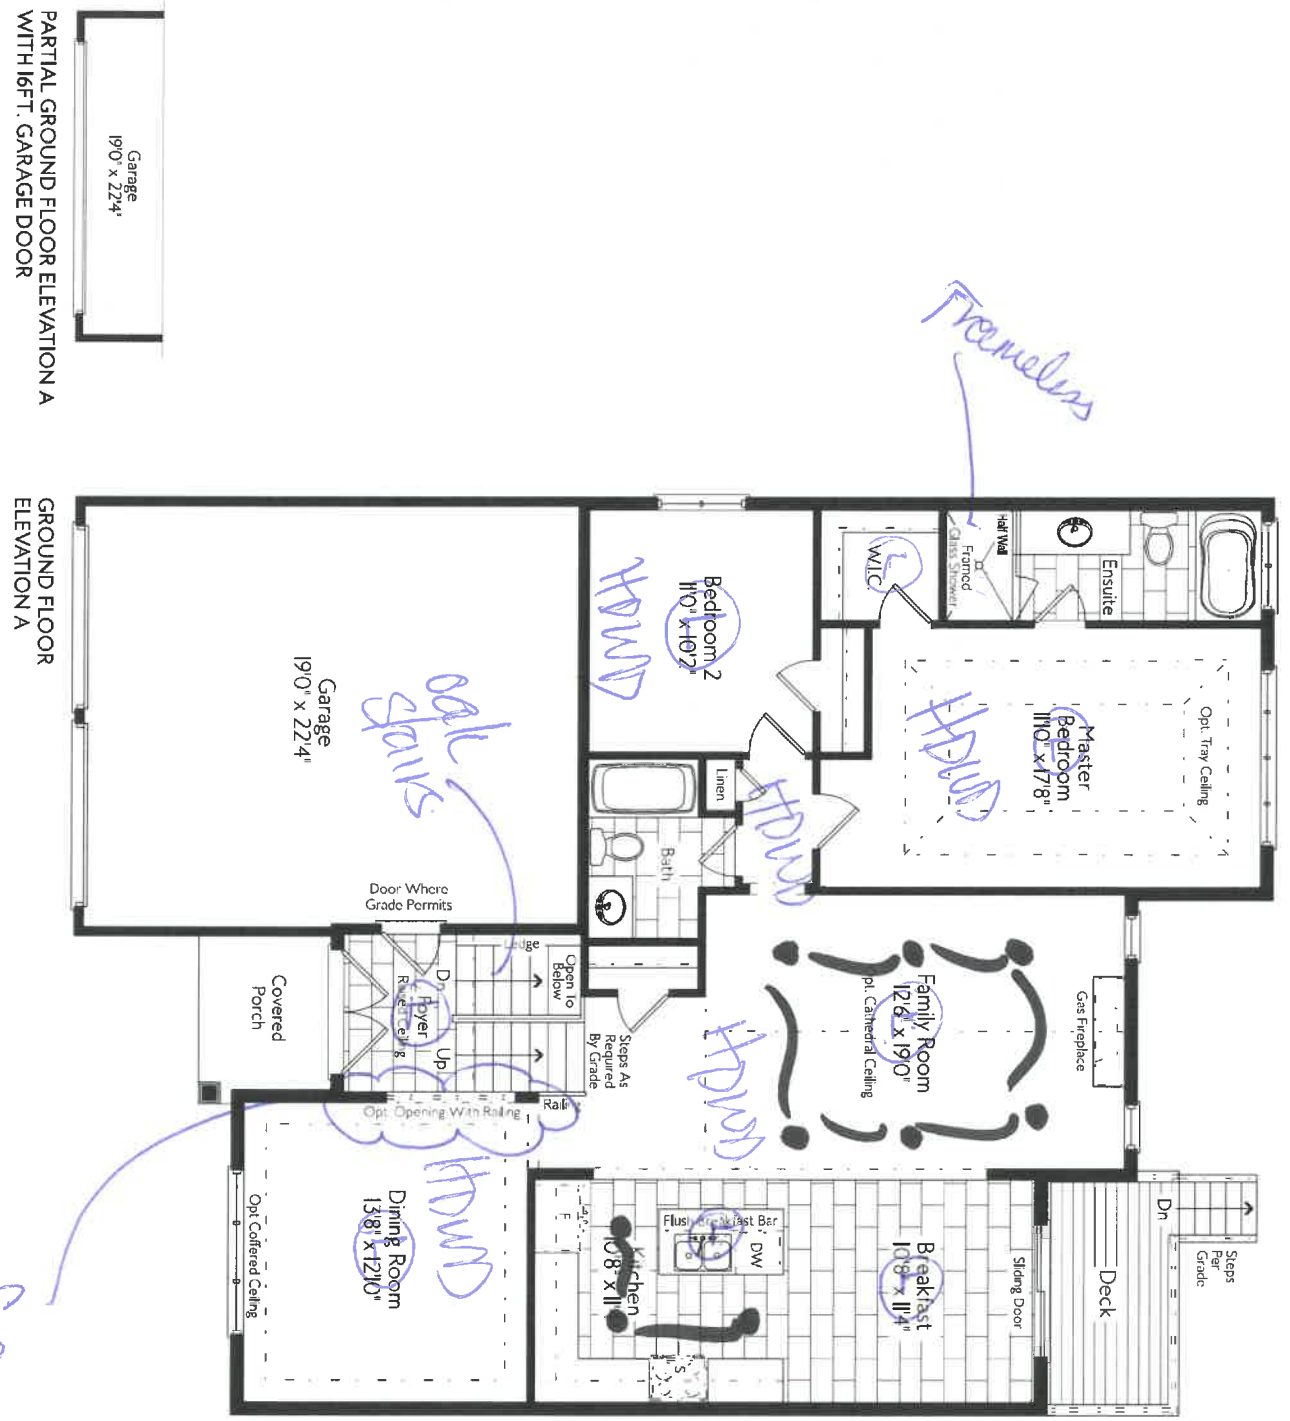 PARTIAL GROUND FLOOR ELEVATION A
WITH 16FT. GARAGE DOOR
Garage
19'0" x 22'4"
GROUND FLOOR
ELEVATION A
Frameless
Half Wall
Framed
Glass Shower
Ensuite
W.I.C.
Bedroom 2
11'0" x 10'2"
HDWD
Opt. Tray Ceiling
Master
Bedroom
11'10" x 17'8"
HDWD
Linen
HDWD
Bath
Garage
19'0" x 22'4"
oak
stairs
Door Where
Grade Permits
Covered
Porch
Ledge
Open To
Below
Dn
Foyer
Raised Ceiling
Up
Steps As
Required
By Grade
Railing
Opt. Opening With Railing
Gas Fireplace
Family Room
12'6" x 19'0"
Opt. Cathedral Ceiling
HDWD
HDWD
Dining Room
13'8" x 12'10"
Opt Coffered Ceiling
F
Flush Breakfast Bar
DW
Kitchen
10'8" x 11'
S
Breakfast
10'8" x 11'4"
Sliding Door
Deck
Dn
Steps
Per
Grade